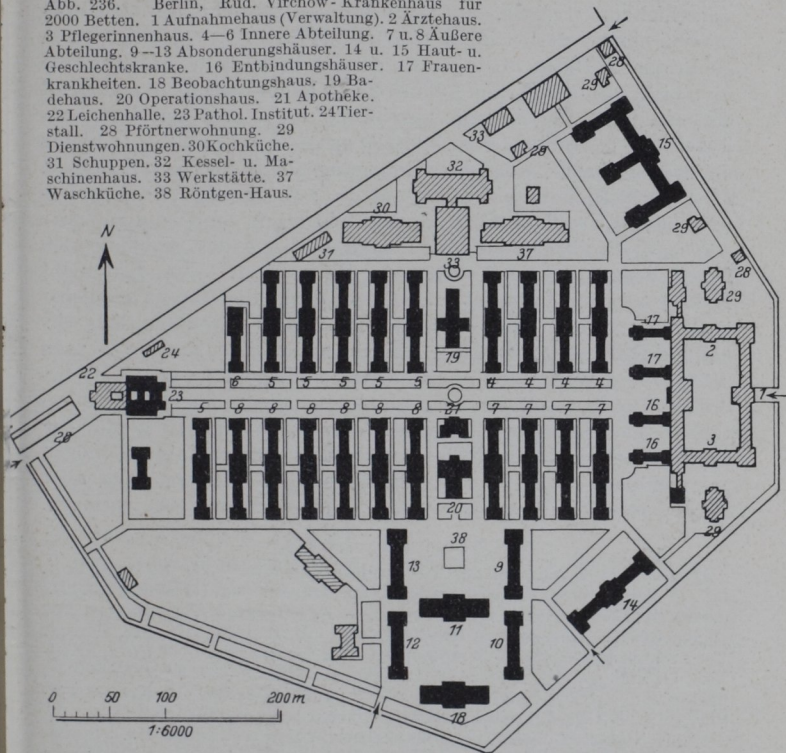 Abb. 236. Berlin, Rud. Virchow-Krankenhaus für
2000 Betten. 1 Aufnahmehaus (Verwaltung). 2 Ärztehaus.
3 Pflegerinnenhaus. 4—6 Innere Abteilung. 7 u. 8 Äußere
Abteilung. 9—13 Absonderungshäuser. 14 u. 15 Haut- u.
Geschlechtskranke. 16 Entbindungshäuser. 17 Frauen-
krankheiten. 18 Beobachtungshaus. 19 Ba-
dehaus. 20 Operationshaus. 21 Apotheke.
22 Leichenhalle. 23 Pathol. Institut. 24 Tier-
stall. 28 Pförtnerwohnung. 29
Dienstwohnungen. 30 Kochküche.
31 Schuppen. 32 Kessel- u. Ma-
schinenhaus. 33 Werkstätte. 37
Waschküche. 38 Röntgen-Haus.
28
29
33
29
15
32
30
31
37
29
28
33
29
N
17
2
19
24
17
22
6 5 5 5 5 5 4 4 4 4
23
1
5 8 8 8 8 8 21 7 7 7 7
16
28
16
3
20
29
38
13
9
14
11
12
10
18
0 50 100 200 m
1:6000